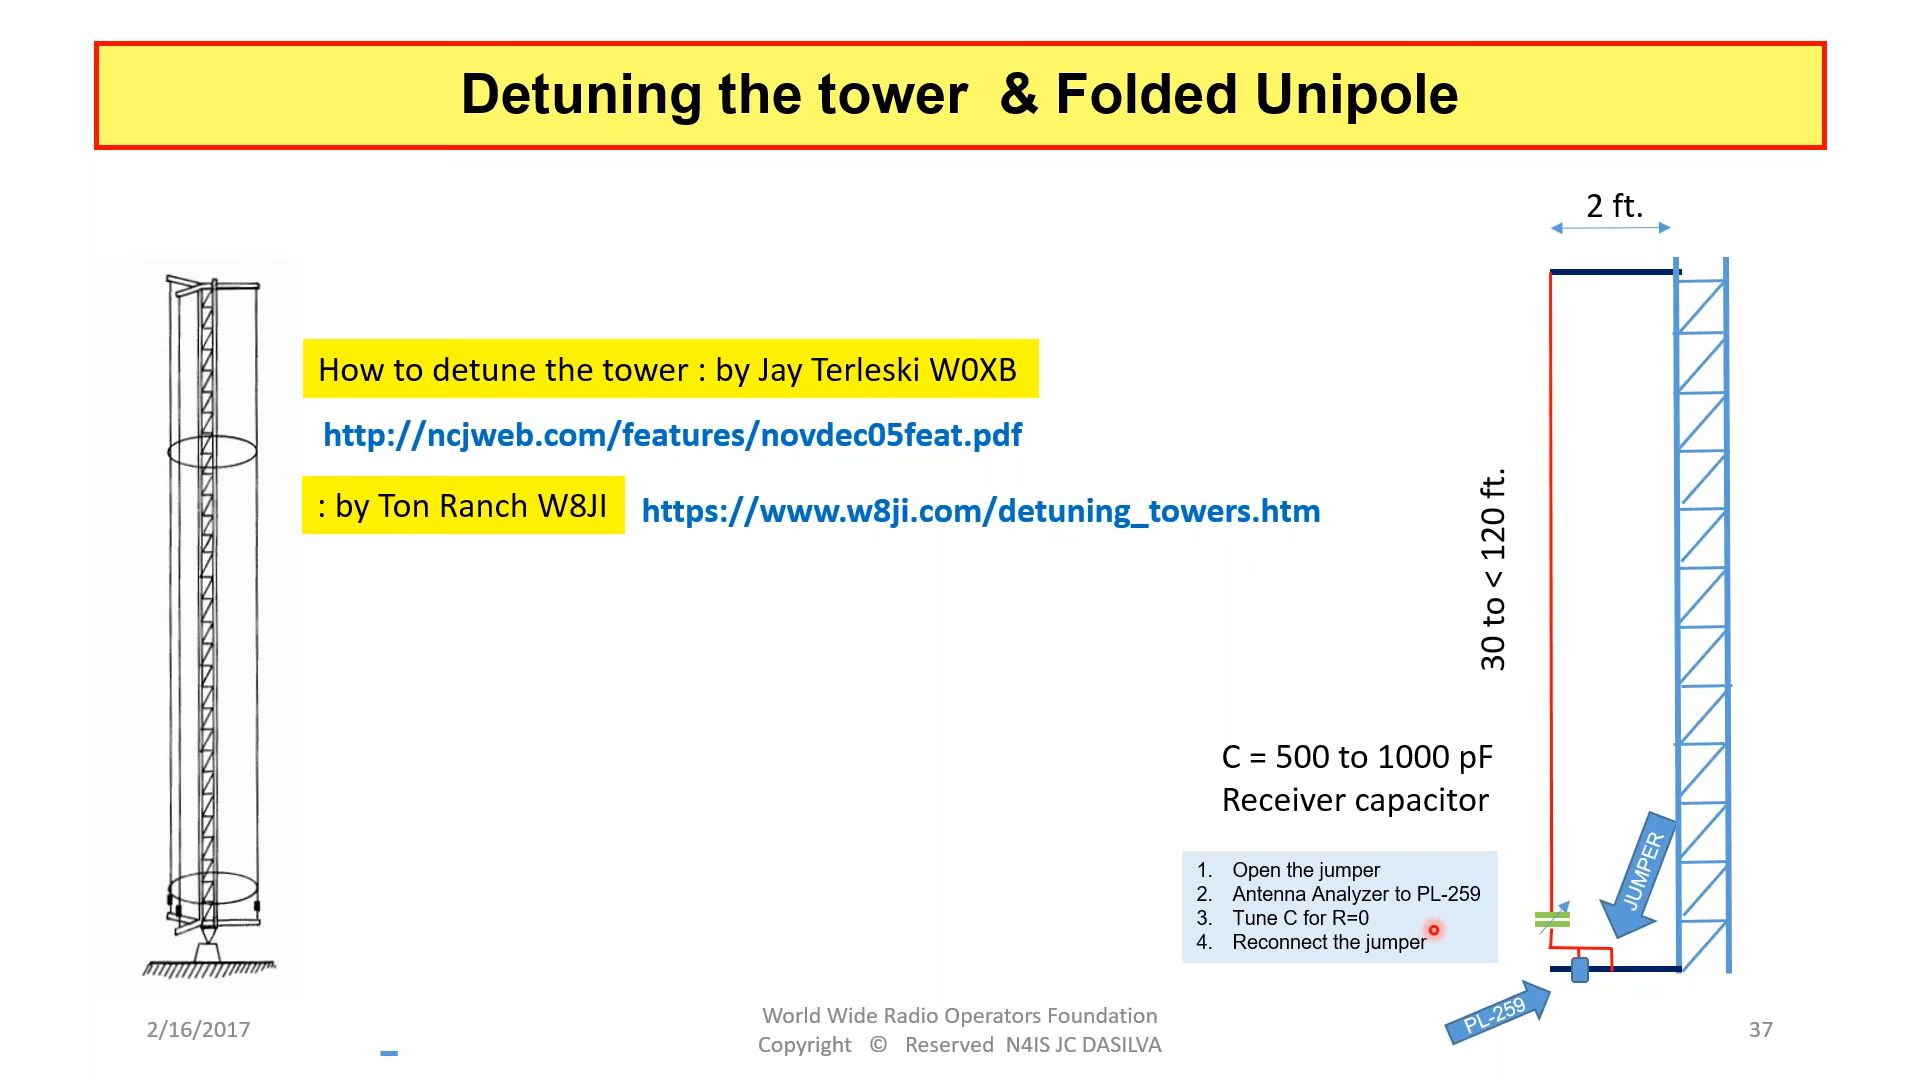 Detuning the tower & Folded Unipole
2 ft.
How to detune the tower : by Jay Terleski W0XB
http://ncjweb.com/features/novdec05feat.pdf
: by Ton Ranch W8JI
https://www.w8ji.com/detuning_towers.htm
30 to < 120 ft.
C = 500 to 1000 pF
Receiver capacitor
JUMPER
1. Open the jumper
2. Antenna Analyzer to PL-259
3. Tune C for R=0
4. Reconnect the jumper
PL-259
2/16/2017
World Wide Radio Operators Foundation
Copyright © Reserved N4IS JC DASILVA
37